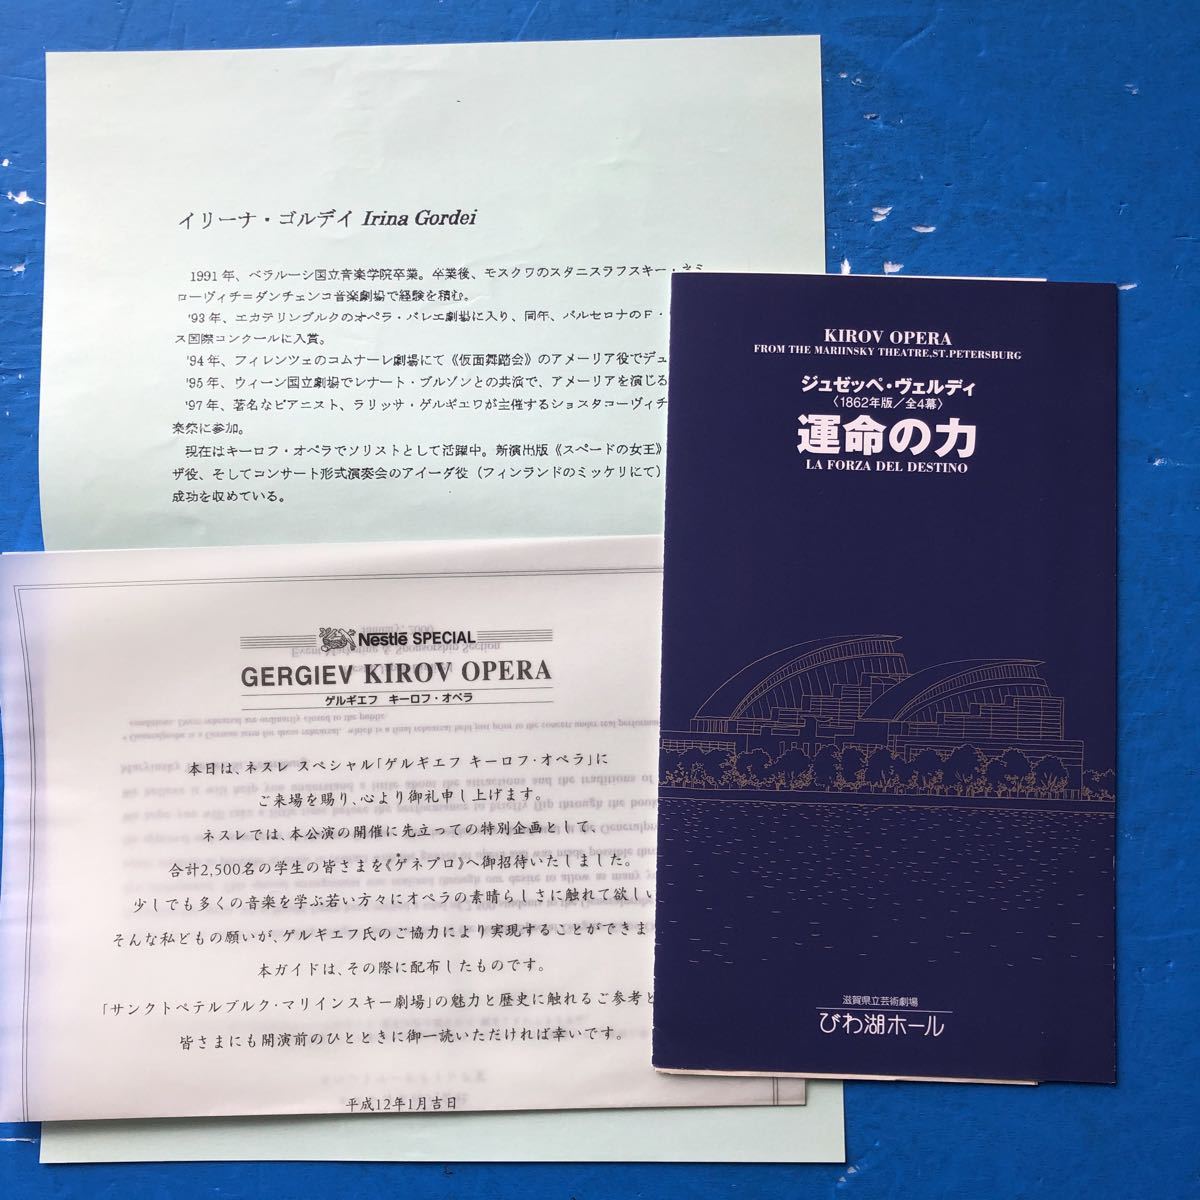 イリーナ・ゴルデイ Irina Gordei
1991年、ベラルーシ国立音楽学院卒業。卒業後、モスクワのスタニスラフスキー・ネミ
ローヴィチ=ダンチェンコ音楽劇場で経験を積む。
'93年、エカテリンブルクのオペラ・バレエ劇場に入り、同年、バルセロナのF・
ス国際コンクールに入賞。
'94年、フィレンツェのコムナーレ劇場にて《仮面舞踏会》のアメーリア役でデュ
'95年、ウィーン国立劇場でレナート・ブルゾンとの共演で、アメーリアを演じる
'97年、著名なピアニスト、ラリッサ・ゲルギエワが主催するショスタコーヴィチ
楽祭に参加。
現在はキーロフ・オペラでソリストとして活躍中。新演出版《スペードの女王》
ザ役、そしてコンサート形式演奏会のアイーダ役（フィンランドのミッケリにて）
成功を収めている。
Nestlé SPECIAL
GERGIEV KIROV OPERA
ゲルギエフ キーロフ・オペラ
本日は、ネスレ スペシャル「ゲルギエフ キーロフ・オペラ」に
ご来場を賜り、心より御礼申し上げます。
ネスレでは、本公演の開催に先立っての特別企画として、
合計2,500名の学生の皆さまを《ゲネプロ》へ御招待いたしました。
少しでも多くの音楽を学ぶ若い方々にオペラの素晴らしさに触れて欲しい
そんな私どもの願いが、ゲルギエフ氏のご協力により実現することができま
本ガイドは、その際に配布したものです。
「サンクトペテルブルク・マリインスキー劇場」の魅力と歴史に触れるご参考と
皆さまにも開演前のひとときに御一読いただければ幸いです。
平成12年1月吉日
KIROV OPERA
FROM THE MARIINSKY THEATRE,ST.PETERSBURG
ジュゼッペ・ヴェルディ
〈1862年版/全4幕〉
運命の力
LA FORZA DEL DESTINO
滋賀県立芸術劇場
びわ湖ホール